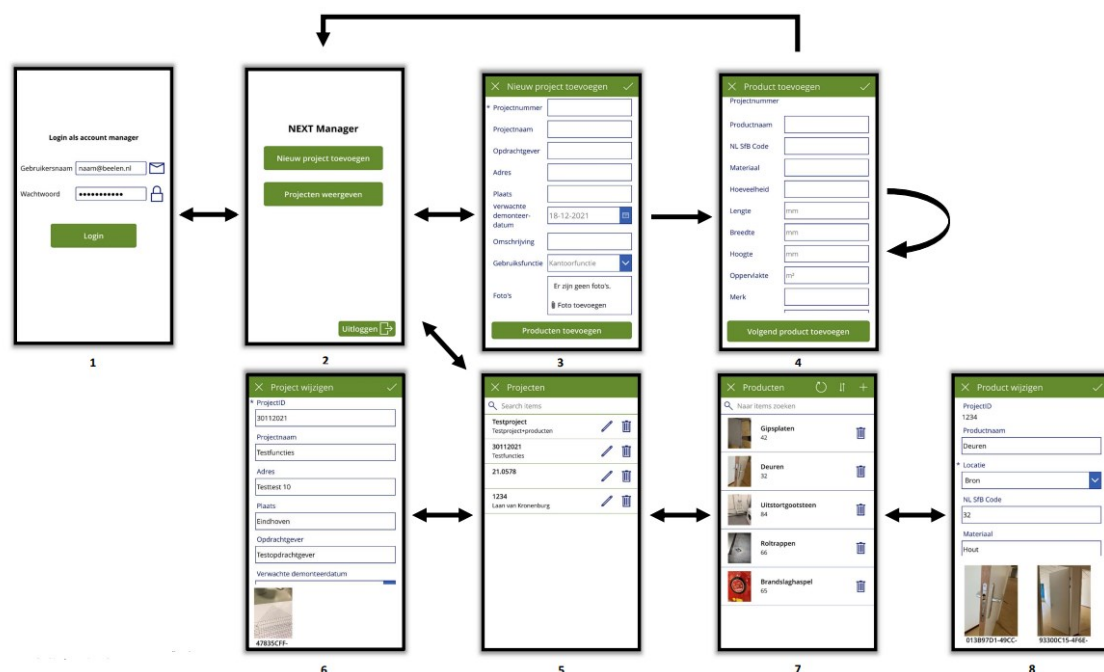 Login als account manager
Gebruikersnaam naam@beelen.nl
Wachtwoord
Login
1
NEXT Manager
Nieuw project toevoegen
Projecten weergeven
Uitloggen
2
Nieuw project toevoegen
* Projectnummer
Projectnaam
Opdrachtgever
Adres
Plaats
Verwachte
demonteer-
datum
18-12-2021
Omschrijving
Gebruiksfunctie Kantoorfunctie
Foto's
Er zijn geen foto's.
Foto toevoegen
Producten toevoegen
3
Product toevoegen
Projectnummer
Productnaam
NL SfB Code
Materiaal
Hoeveelheid
Lengte mm
Breedte mm
Hoogte mm
Oppervlakte m²
Merk
Volgend product toevoegen
4
Project wijzigen
* ProjectID
30112021
Projectnaam
Testfuncties
Adres
Testtest 10
Plaats
Eindhoven
Opdrachtgever
Testopdrachtgever
Verwachte demonteerdatum
47835CFF-
6
Projecten
Search items
Testproject
Testproject+producten
30112021
Testfuncties
21.0578
1234
Laan van Kronenburg
5
Producten
Naar items zoeken
Gipsplaten
42
Deuren
32
Uitstortgootsteen
84
Roltrappen
66
Brandslaghaspel
65
7
Product wijzigen
ProjectID
1234
Productnaam
Deuren
* Locatie
Bron
NL SfB Code
32
Materiaal
Hout
013B97D1-49CC- 93300C15-4F6E-
8